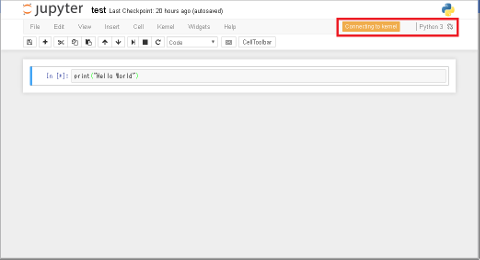 jupyter test Last Checkpoint: 20 hours ago (autosaved)
File Edit View Insert Cell Kernel Widgets Help Connecting to kernel Python 3
Code CellToolbar
In [*]: print("Hello World")